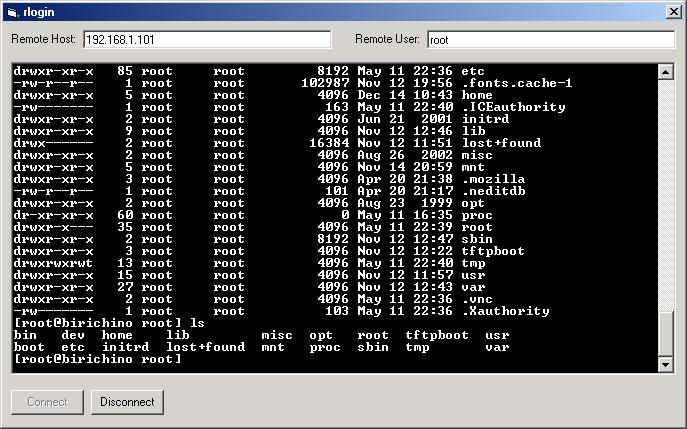 rlogin
Remote Host: 192.168.1.101 Remote User: root
drwxr-xr-x 85 root root 8192 May 11 22:36 etc
-rw-r--r-- 1 root root 102987 Nov 12 19:56 .fonts.cache-1
drwxr-xr-x 5 root root 4096 Dec 14 10:43 home
-rw------- 1 root root 163 May 11 22:40 .ICEauthority
drwxr-xr-x 2 root root 4096 Jun 21 2001 initrd
drwxr-xr-x 9 root root 4096 Nov 12 12:46 lib
drwx------ 2 root root 16384 Nov 12 11:51 lost+found
drwxr-xr-x 2 root root 4096 Aug 26 2002 misc
drwxr-xr-x 5 root root 4096 Nov 14 20:59 mnt
drwxr-xr-x 3 root root 4096 Apr 20 21:38 .mozilla
-rw-r--r-- 1 root root 101 Apr 20 21:17 .neditdb
drwxr-xr-x 2 root root 4096 Aug 23 1999 opt
dr-xr-xr-x 60 root root 0 May 11 16:35 proc
drwxr-x--- 35 root root 4096 May 11 22:39 root
drwxr-xr-x 2 root root 8192 Nov 12 12:47 sbin
drwxr-xr-x 3 root root 4096 Nov 12 12:22 tftpboot
drwxrwxrwt 13 root root 4096 May 11 22:40 tmp
drwxr-xr-x 15 root root 4096 Nov 12 11:57 usr
drwxr-xr-x 27 root root 4096 Nov 12 12:43 var
drwxr-xr-x 2 root root 4096 May 11 22:36 .vnc
-rw------- 1 root root 103 May 11 22:36 .Xauthority
[root@birichino root] ls
bin dev home lib misc opt root tftpboot usr
boot etc initrd lost+found mnt proc sbin tmp var
[root@birichino root]
Connect Disconnect